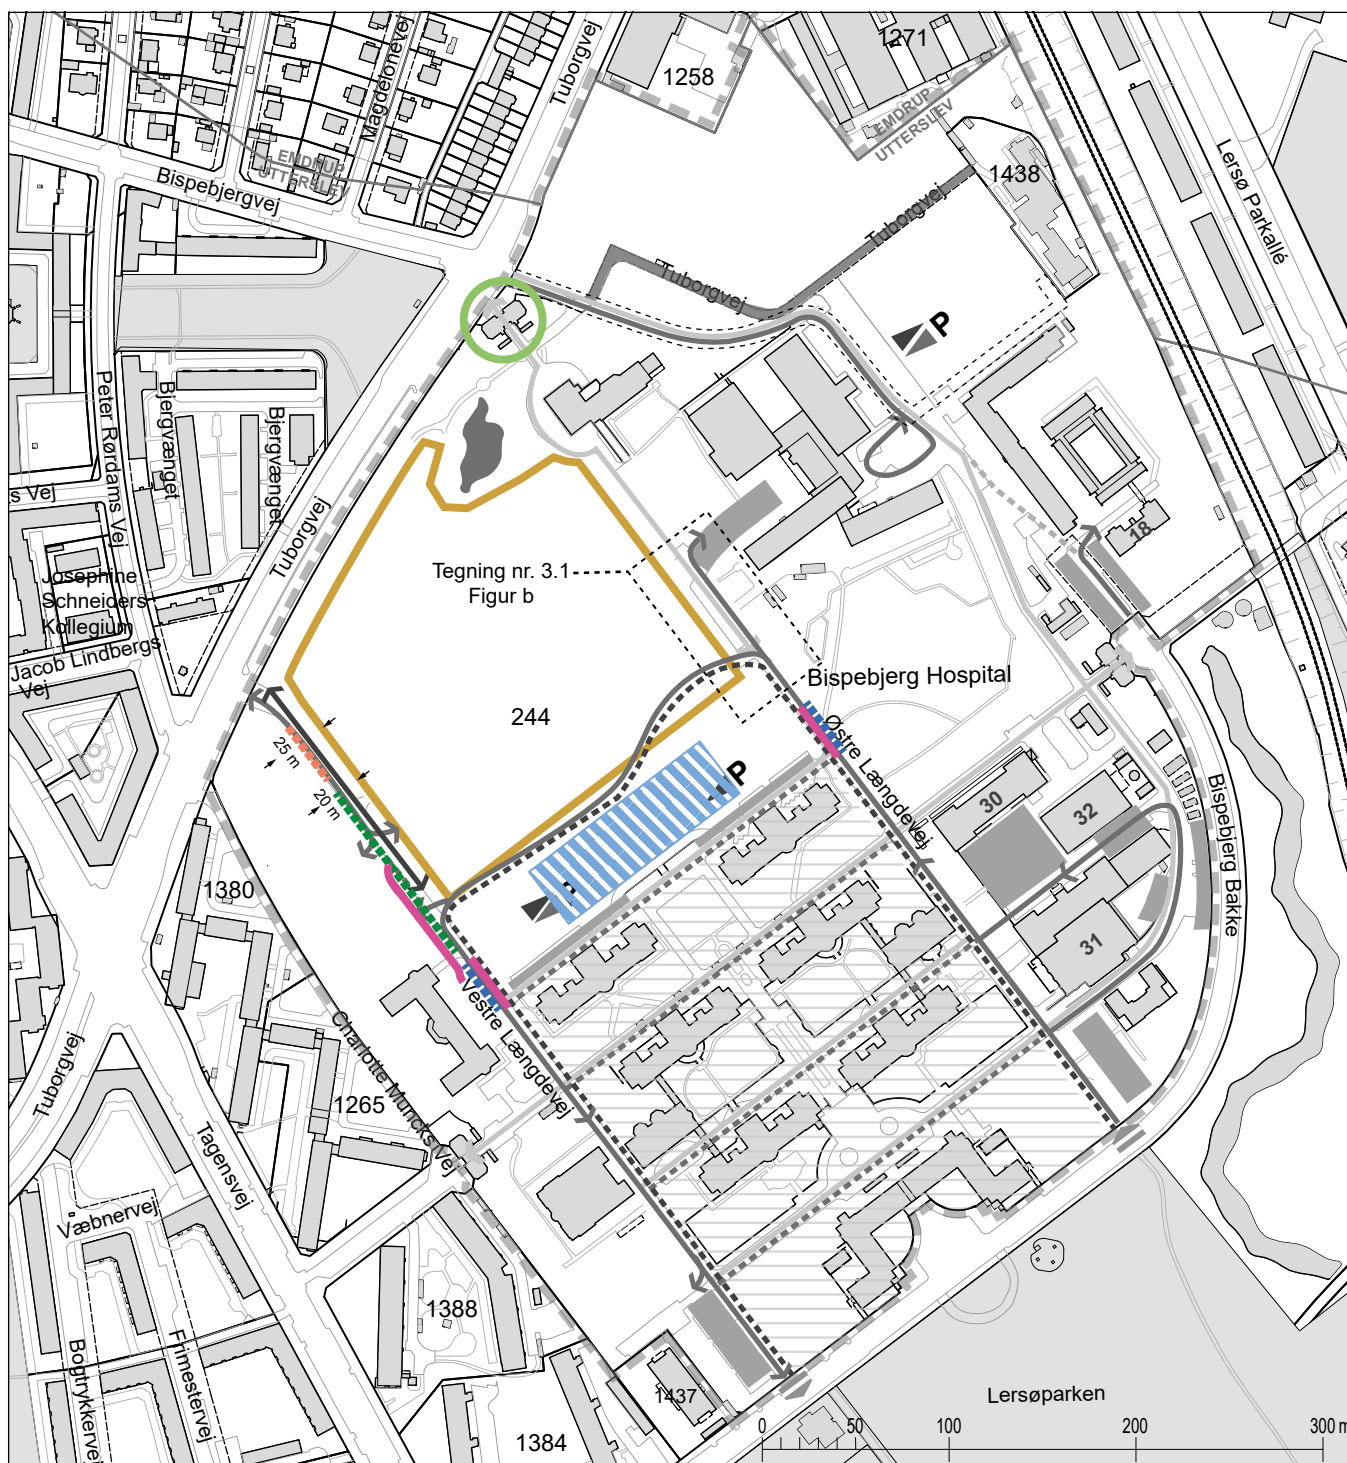 Tuborgvej
1271
1258
Magdelonevej
EMDRUP
UTTERSLEV
EMDRUP
UTTERSLEV
Bispebjergvej
1438
Lersø Parkallé
Tuborgvej
Tuborgvej
P
Peter Rørdams Vej
Bjergvænget
Bjergvænget
s Vej
Tuborgvej
18
Tegning nr. 3.1
Figur b
Josephine
Schneiders
Kollegium
Jacob Lindbergs
Vej
Bispebjerg Hospital
244
Østre Længdevej
25 m
20 m
P
30
32
Bispebjerg Bakke
1380
31
Vestre Længdevej
Charlotte Muncks Vej
Tuborgvej
1265
Tagensvej
Væbnervej
1388
Frimestervej
Bogtrykkervej
1437
Lersøparken
1384
0 50 100 200 300 m